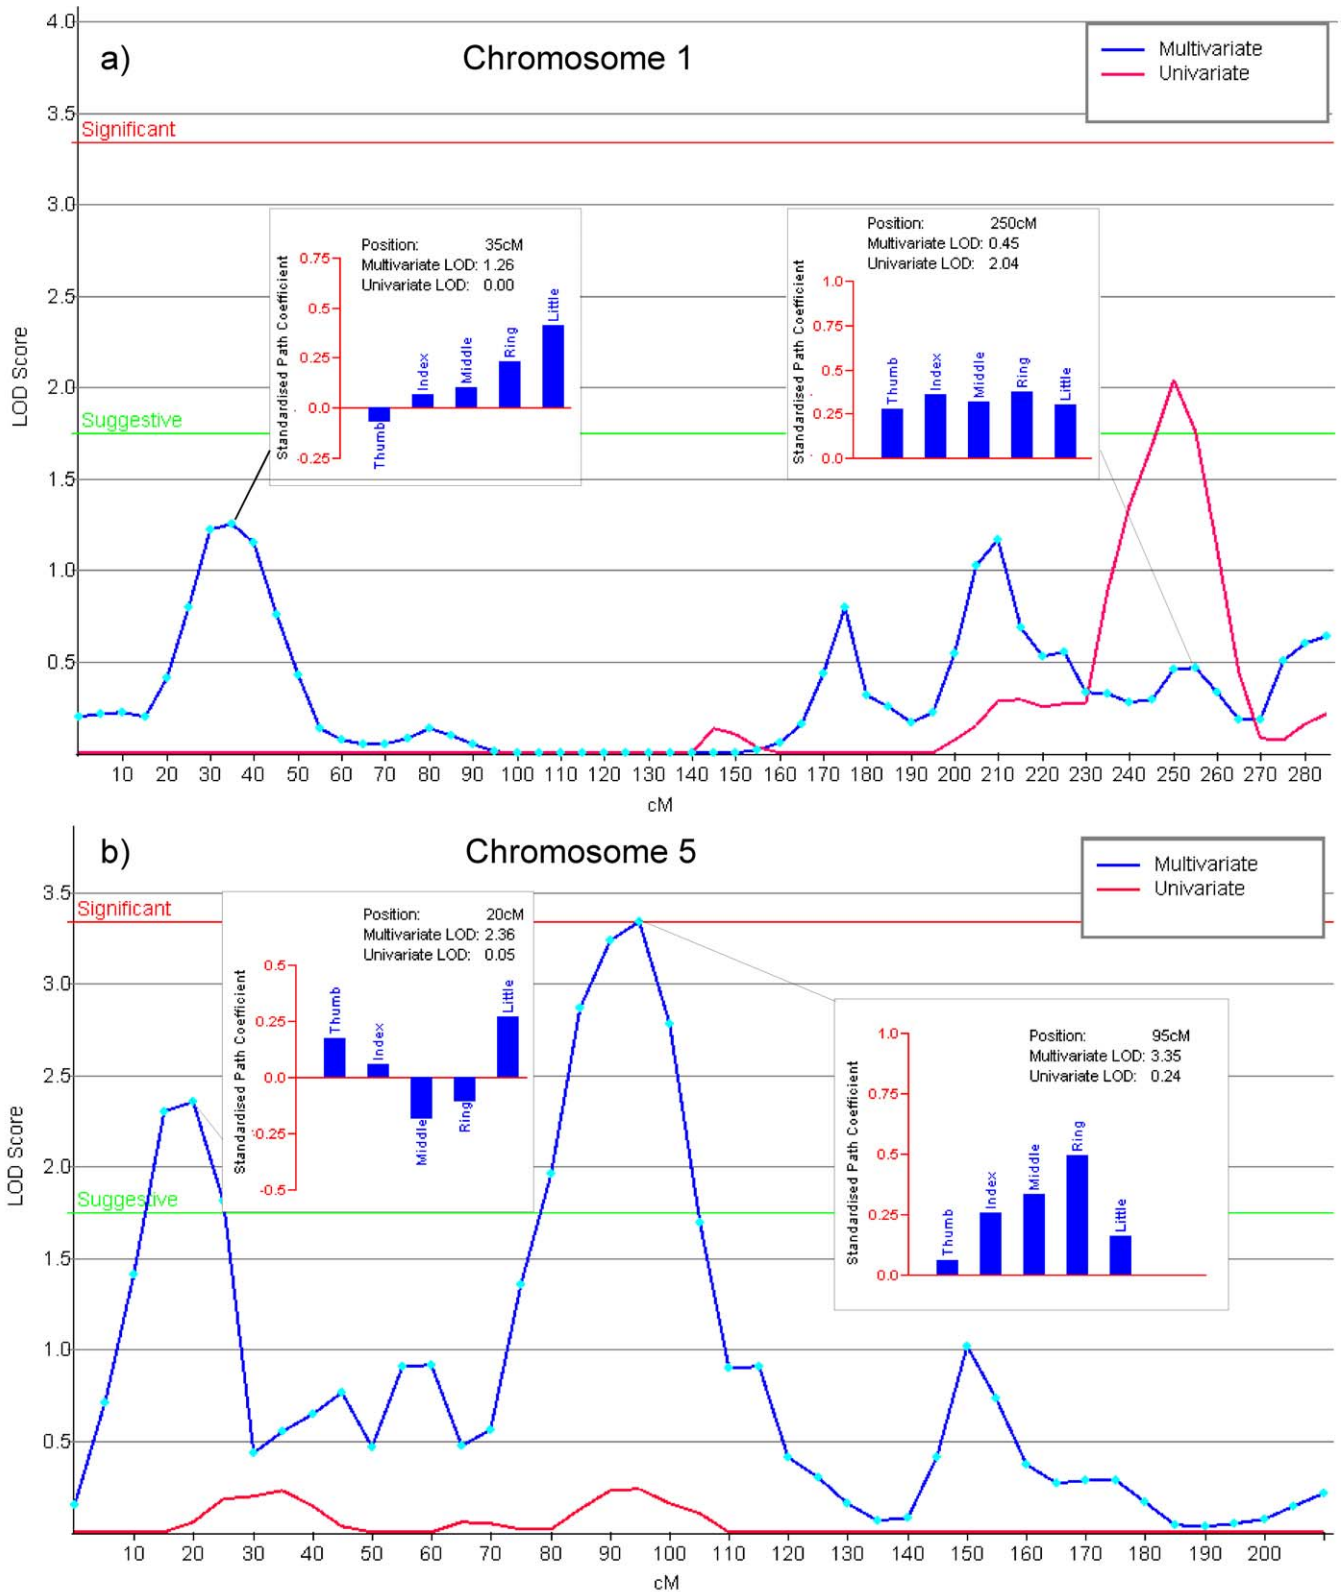 4.0
a)
Chromosome 1
Multivariate
Univariate
3.5
Significant
3.0
Position: 35cM
Multivariate LOD: 1.26
Univariate LOD: 0.00
Standardised Path Coefficient
0.75
0.5
0.25
0.0
-0.25
Thumb
Index
Middle
Ring
Little
Position: 250cM
Multivariate LOD: 0.45
Univariate LOD: 2.04
Standardised Path Coefficient
1.0
0.75
0.5
0.25
0.0
Thumb
Index
Middle
Ring
Little
2.5
LOD Score
2.0
Suggestive
1.5
1.0
0.5
10 20 30 40 50 60 70 80 90 100 110 120 130 140 150 160 170 180 190 200 210 220 230 240 250 260 270 280
cM
b)
Chromosome 5
Multivariate
Univariate
3.5
Significant
Position: 20cM
Multivariate LOD: 2.36
Univariate LOD: 0.05
Standardised Path Coefficient
0.5
0.25
0.0
-0.25
-0.5
Thumb
Index
Middle
Ring
Little
3.0
Position: 95cM
Multivariate LOD: 3.35
Univariate LOD: 0.24
Standardised Path Coefficient
1.0
0.75
0.5
0.25
0.0
Thumb
Index
Middle
Ring
Little
2.5
LOD Score
2.0
Suggestive
1.5
1.0
0.5
10 20 30 40 50 60 70 80 90 100 110 120 130 140 150 160 170 180 190 200
cM